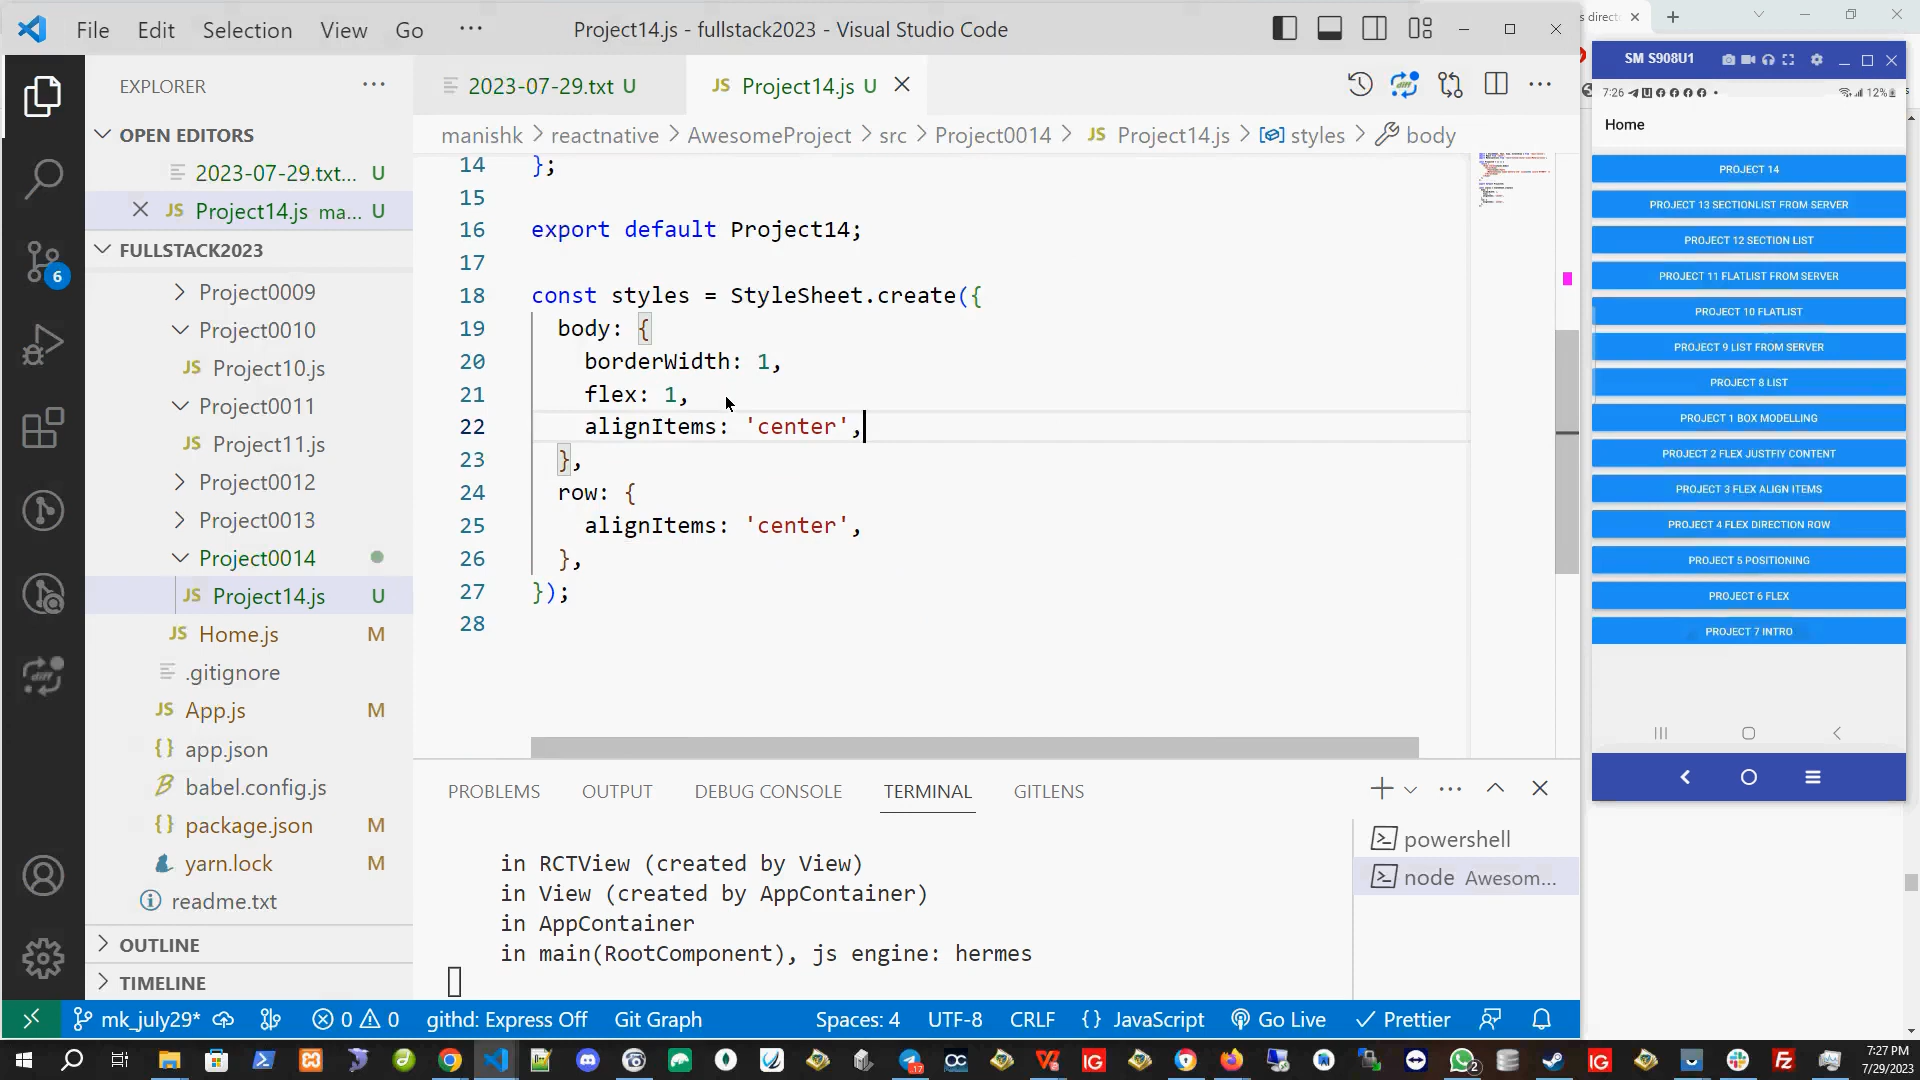 File Edit Selection View Go ··· Project14.js - fullstack2023 - Visual Studio Code
EXPLORER ···
OPEN EDITORS
2023-07-29.txt... U
JS Project14.js ma... U
FULLSTACK2023
Project0009
Project0010
JS Project10.js
Project0011
JS Project11.js
Project0012
Project0013
Project0014
JS Project14.js U
JS Home.js M
.gitignore
JS App.js M
{} app.json
babel.config.js
{} package.json M
yarn.lock M
readme.txt
OUTLINE
TIMELINE
6
2023-07-29.txt U JS Project14.js U
manishk > reactnative > AwesomeProject > src > Project0014 > JS Project14.js > styles > body
14 };
15
16 export default Project14;
17
18 const styles = StyleSheet.create({
19 body: {
20 borderWidth: 1,
21 flex: 1,
22 alignItems: 'center',
23 },
24 row: {
25 alignItems: 'center',
26 },
27 });
28
PROBLEMS OUTPUT DEBUG CONSOLE TERMINAL GITLENS
in RCTView (created by View)
in View (created by AppContainer)
in AppContainer
in main(RootComponent), js engine: hermes
powershell
node Awesom...
mk_july29* 0 0 githd: Express Off Git Graph Spaces: 4 UTF-8 CRLF {} JavaScript Go Live Prettier
s direct
SM S908U1
7:26 12%
Home
PROJECT 14
PROJECT 13 SECTIONLIST FROM SERVER
PROJECT 12 SECTION LIST
PROJECT 11 FLATLIST FROM SERVER
PROJECT 10 FLATLIST
PROJECT 9 LIST FROM SERVER
PROJECT 8 LIST
PROJECT 1 BOX MODELLING
PROJECT 2 FLEX JUSTFIY CONTENT
PROJECT 3 FLEX ALIGN ITEMS
PROJECT 4 FLEX DIRECTION ROW
PROJECT 5 POSITIONING
PROJECT 6 FLEX
PROJECT 7 INTRO
7:27 PM
7/29/2023